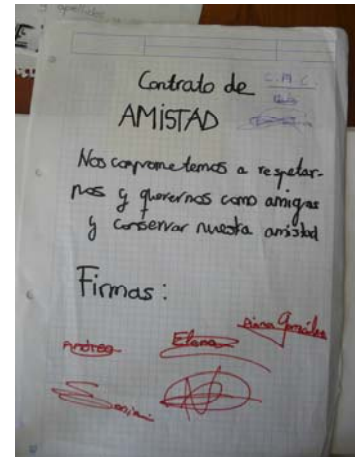 y apellidos
Contrato de
C.M.C.
AMiSTAD
Nos comprometemos a respetar-
nos y querernos como amigas
y conservar nuestra amistad
Firmas:
Aina González
Andrea
Elena
Sonia